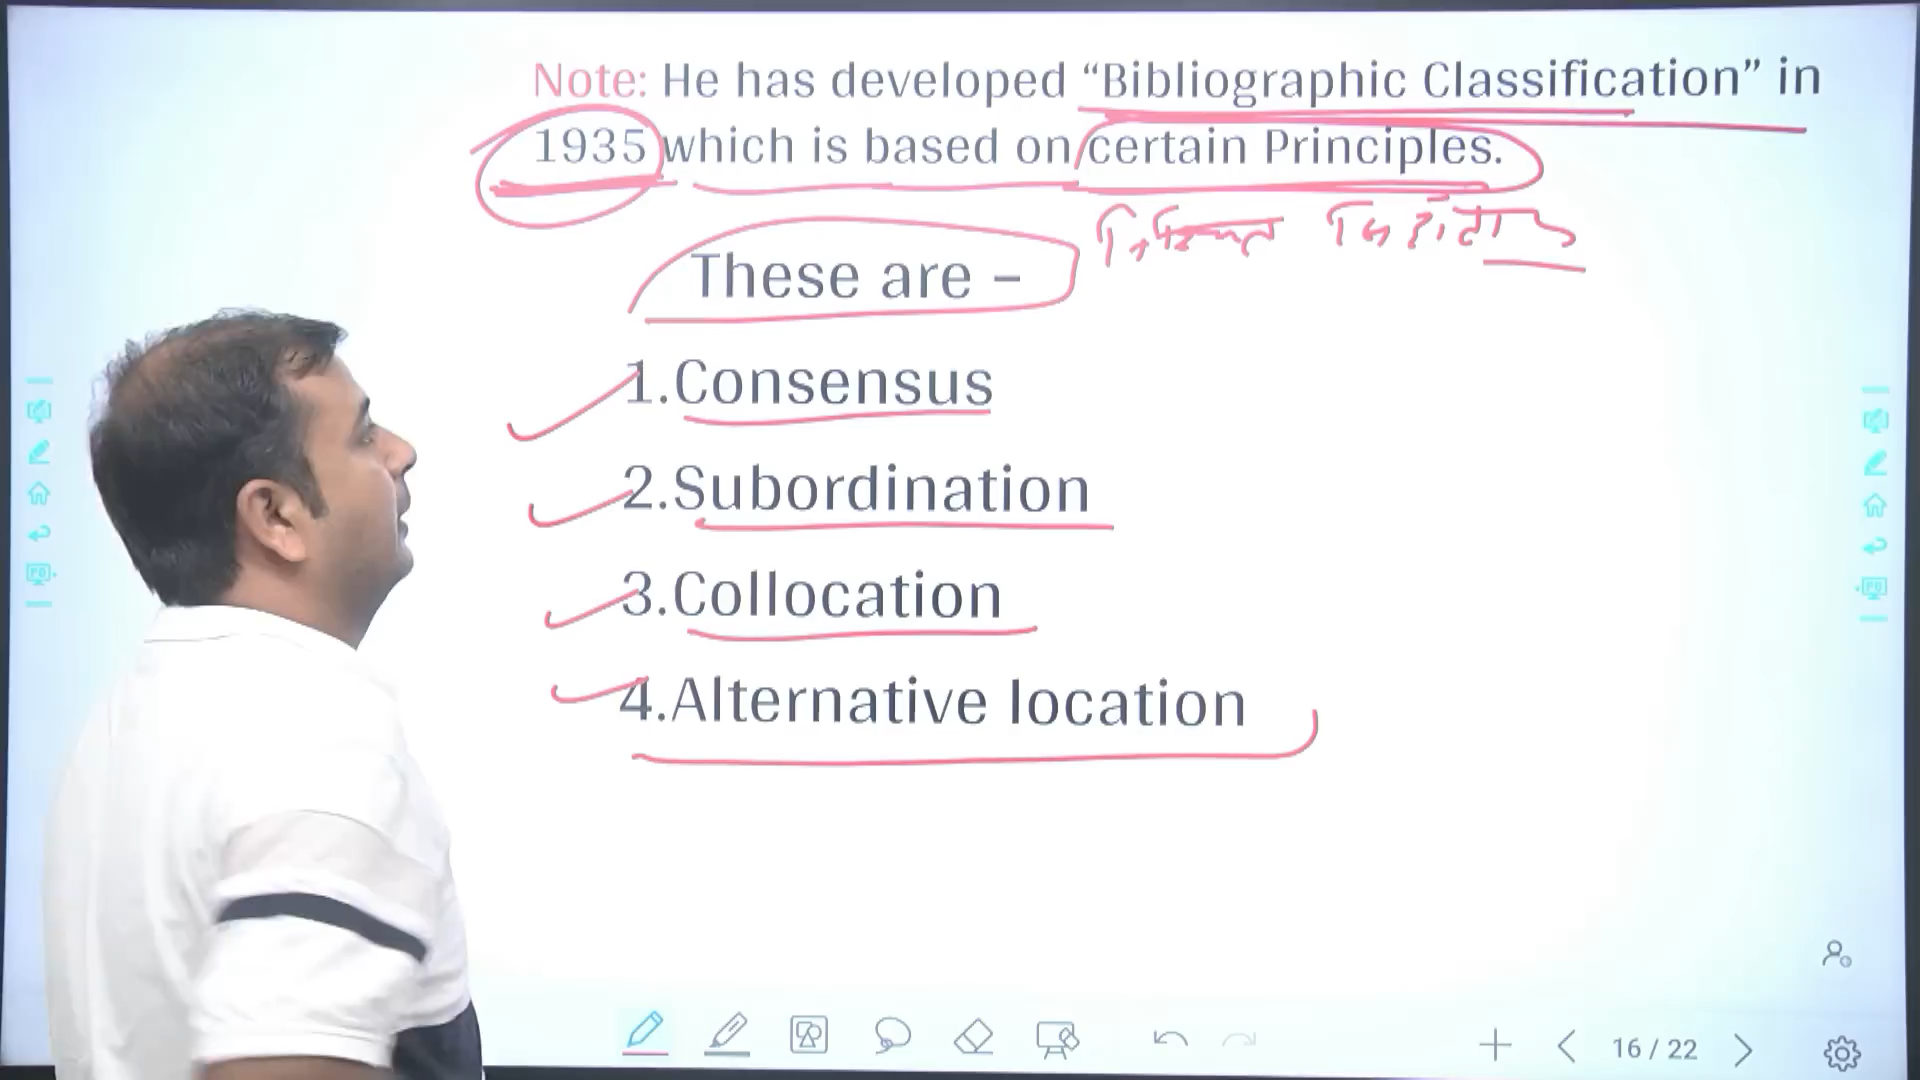 Note: He has developed “Bibliographic Classification” in
1935 which is based on certain Principles.
These are –
1.Consensus
2.Subordination
3.Collocation
4.Alternative location
16 / 22